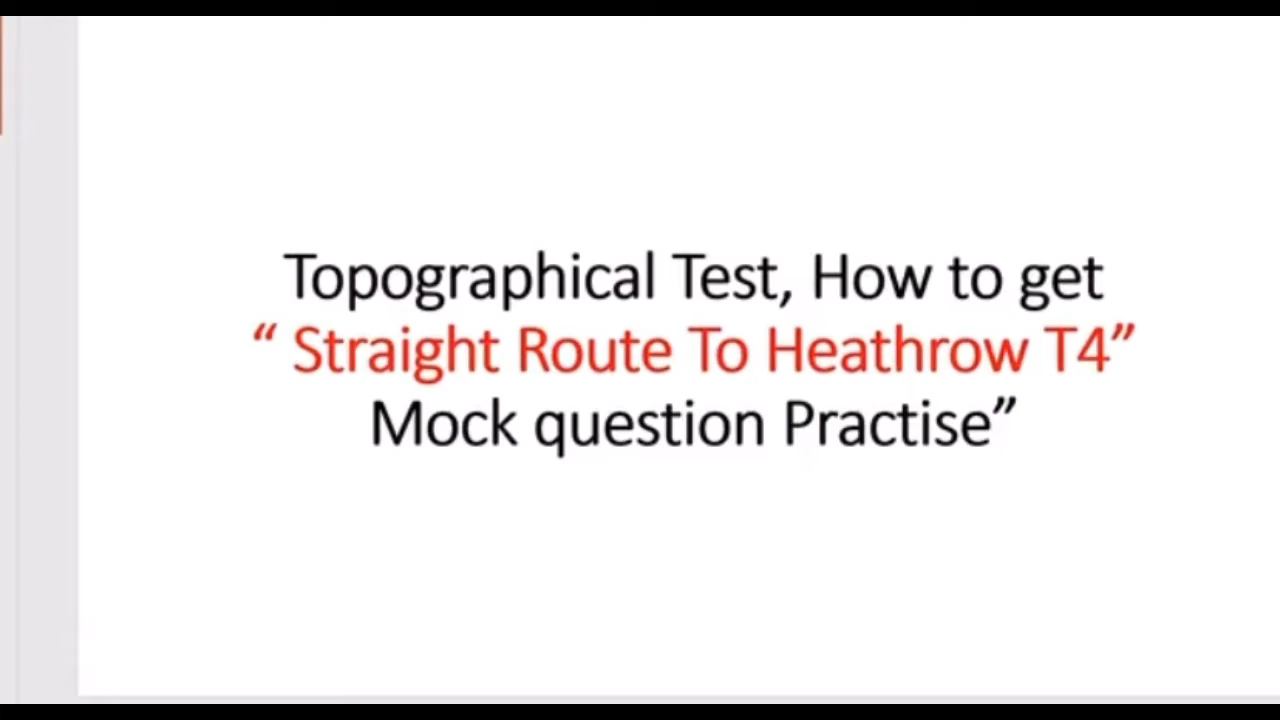 Topographical Test, How to get
“ Straight Route To Heathrow T4”
Mock question Practise”